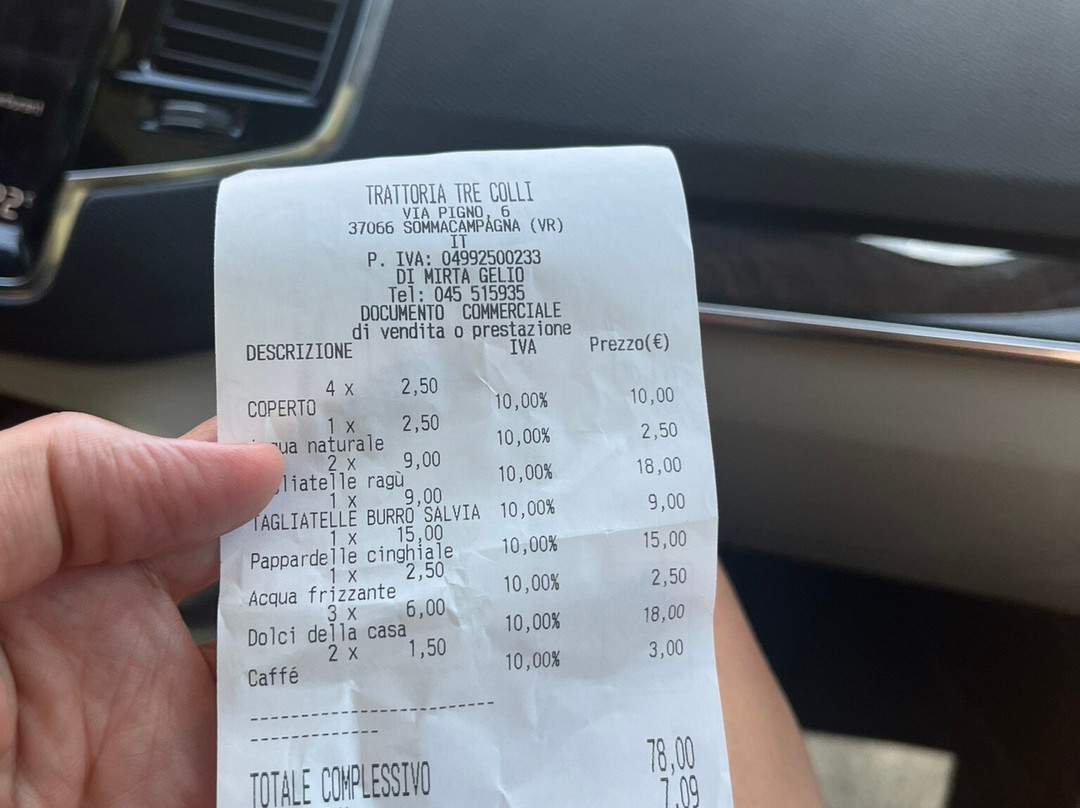 TRATTORIA TRE COLLI
VIA PIGNO, 6
37066 SOMMACAMPAGNA (VR)
IT
P. IVA: 04992500233
DI MIRTA GELIO
Tel: 045 515935
DOCUMENTO COMMERCIALE
di vendita o prestazione
DESCRIZIONE IVA Prezzo(€)
4 x 2,50
COPERTO 10,00% 10,00
1 x 2,50
naturale 10,00% 2,50
2 x 9,00
ragù 10,00% 18,00
1 x 9,00
TAGLIATELLE BURRO SALVIA 10,00% 9,00
1 x 15,00
Pappardelle cinghiale 10,00% 15,00
1 x 2,50
Acqua frizzante 10,00% 2,50
3 x 6,00
Dolci della casa 10,00% 18,00
2 x 1,50
Caffé 10,00% 3,00
------------------------
-------------
TOTALE COMPLESSIVO 78,00
7,09